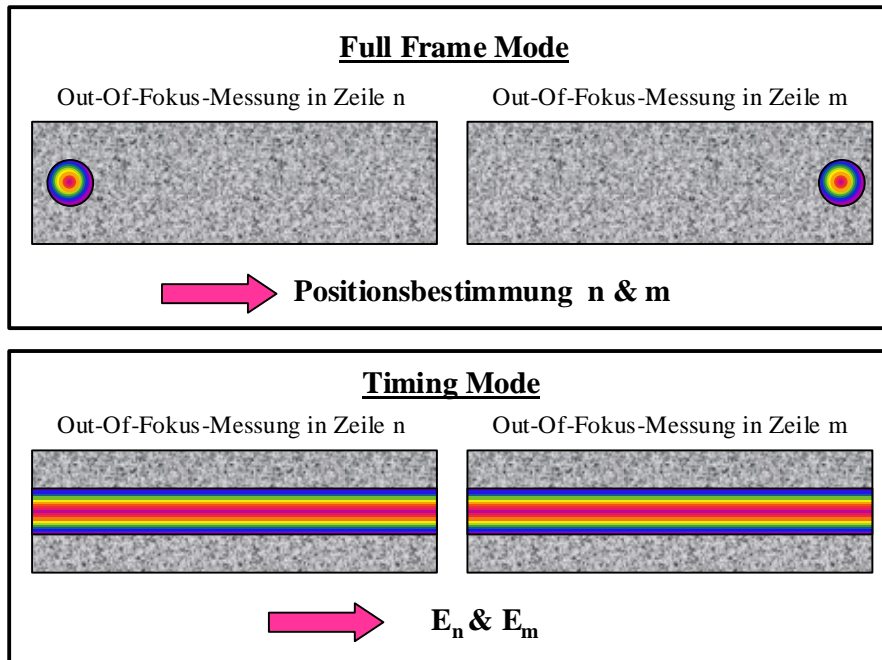 Full Frame Mode
Out-Of-Fokus-Messung in Zeile n Out-Of-Fokus-Messung in Zeile m
Positionsbestimmung n & m
Timing Mode
Out-Of-Fokus-Messung in Zeile n Out-Of-Fokus-Messung in Zeile m
En & Em